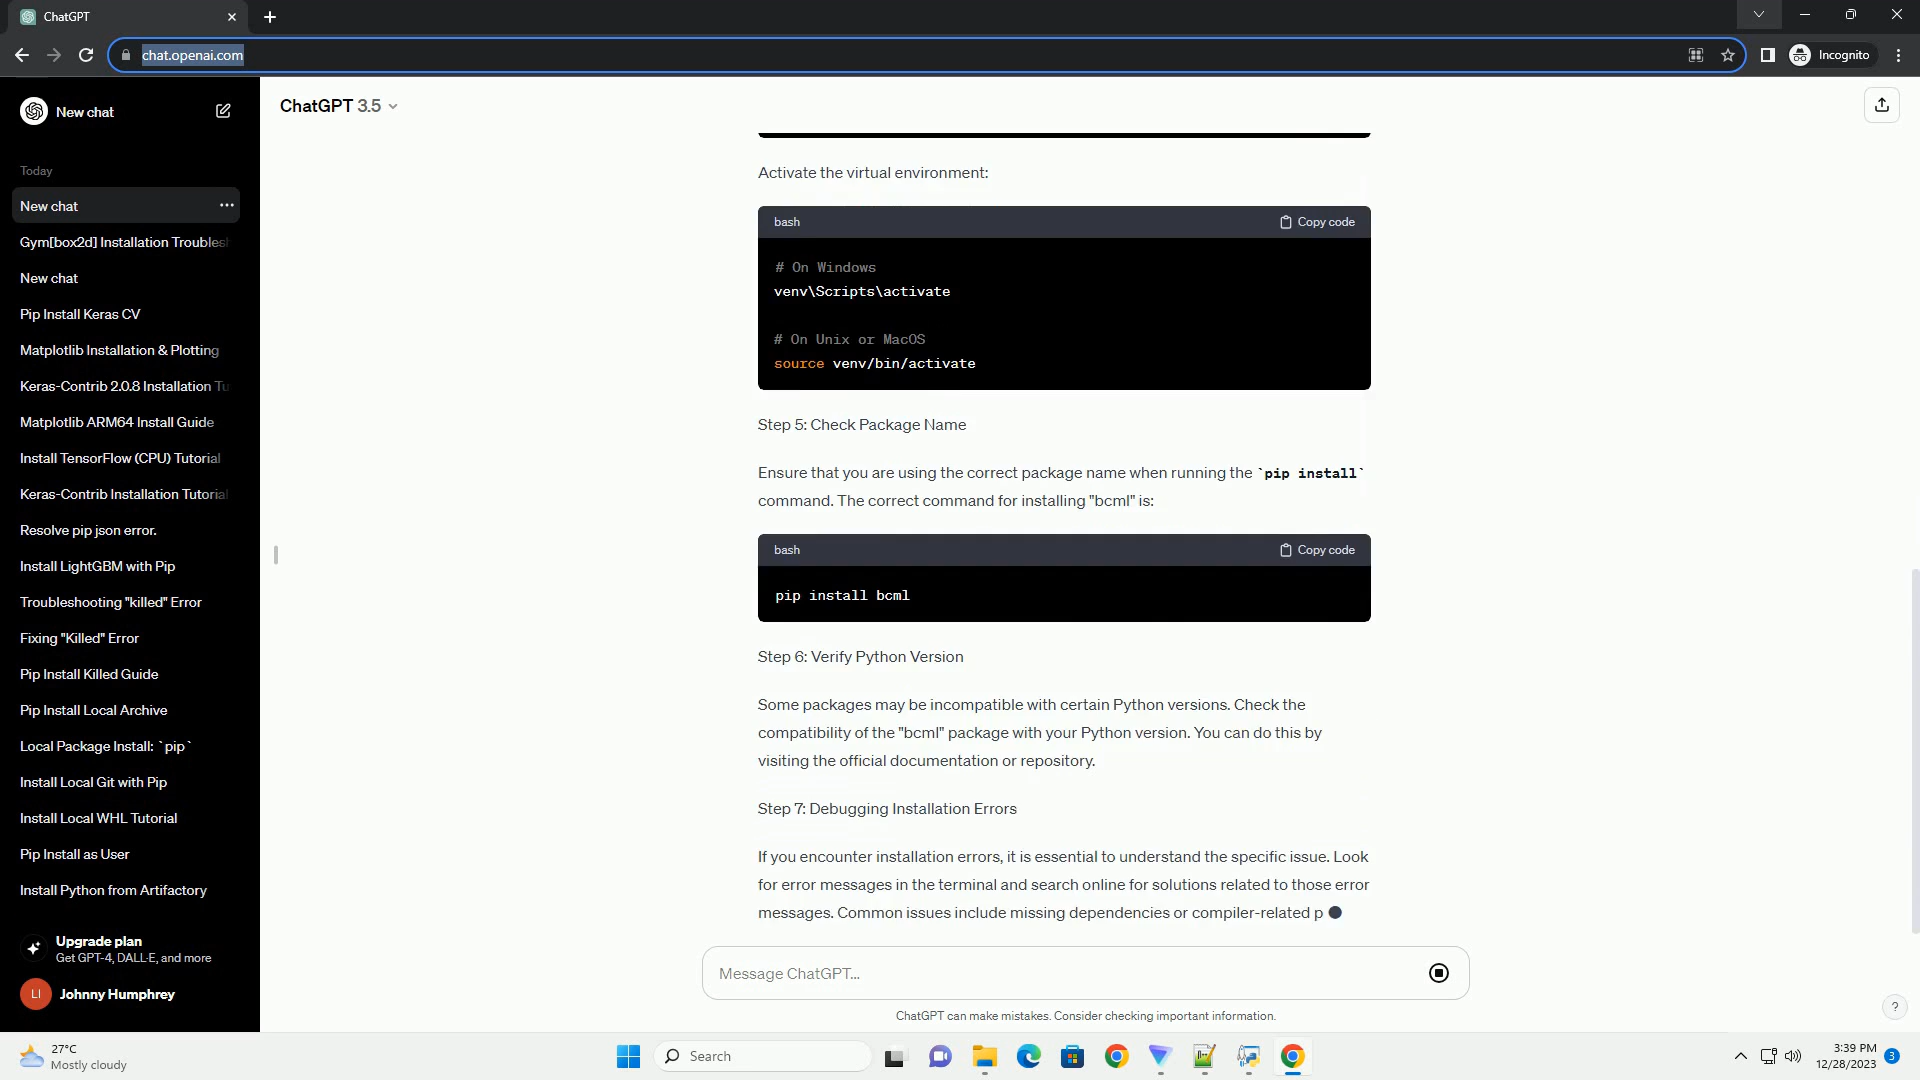 ChatGPT
chat.openai.com
Incognito
New chat
Today
New chat
Gym[box2d] Installation Troubles
New chat
Pip Install Keras CV
Matplotlib Installation & Plotting
Keras-Contrib 2.0.8 Installation Tu
Matplotlib ARM64 Install Guide
Install TensorFlow (CPU) Tutorial
Keras-Contrib Installation Tutorial
Resolve pip json error.
Install LightGBM with Pip
Troubleshooting "killed" Error
Fixing "Killed" Error
Pip Install Killed Guide
Pip Install Local Archive
Local Package Install: `pip`
Install Local Git with Pip
Install Local WHL Tutorial
Pip Install as User
Install Python from Artifactory
Upgrade plan
Get GPT-4, DALL·E, and more
LI
Johnny Humphrey
ChatGPT 3.5
Activate the virtual environment:
bash
Copy code
# On Windows
venv\Scripts\activate
# On Unix or MacOS
source venv/bin/activate
Step 5: Check Package Name
Ensure that you are using the correct package name when running the `pip install`
command. The correct command for installing "bcml" is:
bash
Copy code
pip install bcml
Step 6: Verify Python Version
Some packages may be incompatible with certain Python versions. Check the
compatibility of the "bcml" package with your Python version. You can do this by
visiting the official documentation or repository.
Step 7: Debugging Installation Errors
If you encounter installation errors, it is essential to understand the specific issue. Look
for error messages in the terminal and search online for solutions related to those error
messages. Common issues include missing dependencies or compiler-related p
Message ChatGPT...
ChatGPT can make mistakes. Consider checking important information.
?
27°C
Mostly cloudy
Search
3:39 PM
12/28/2023
3